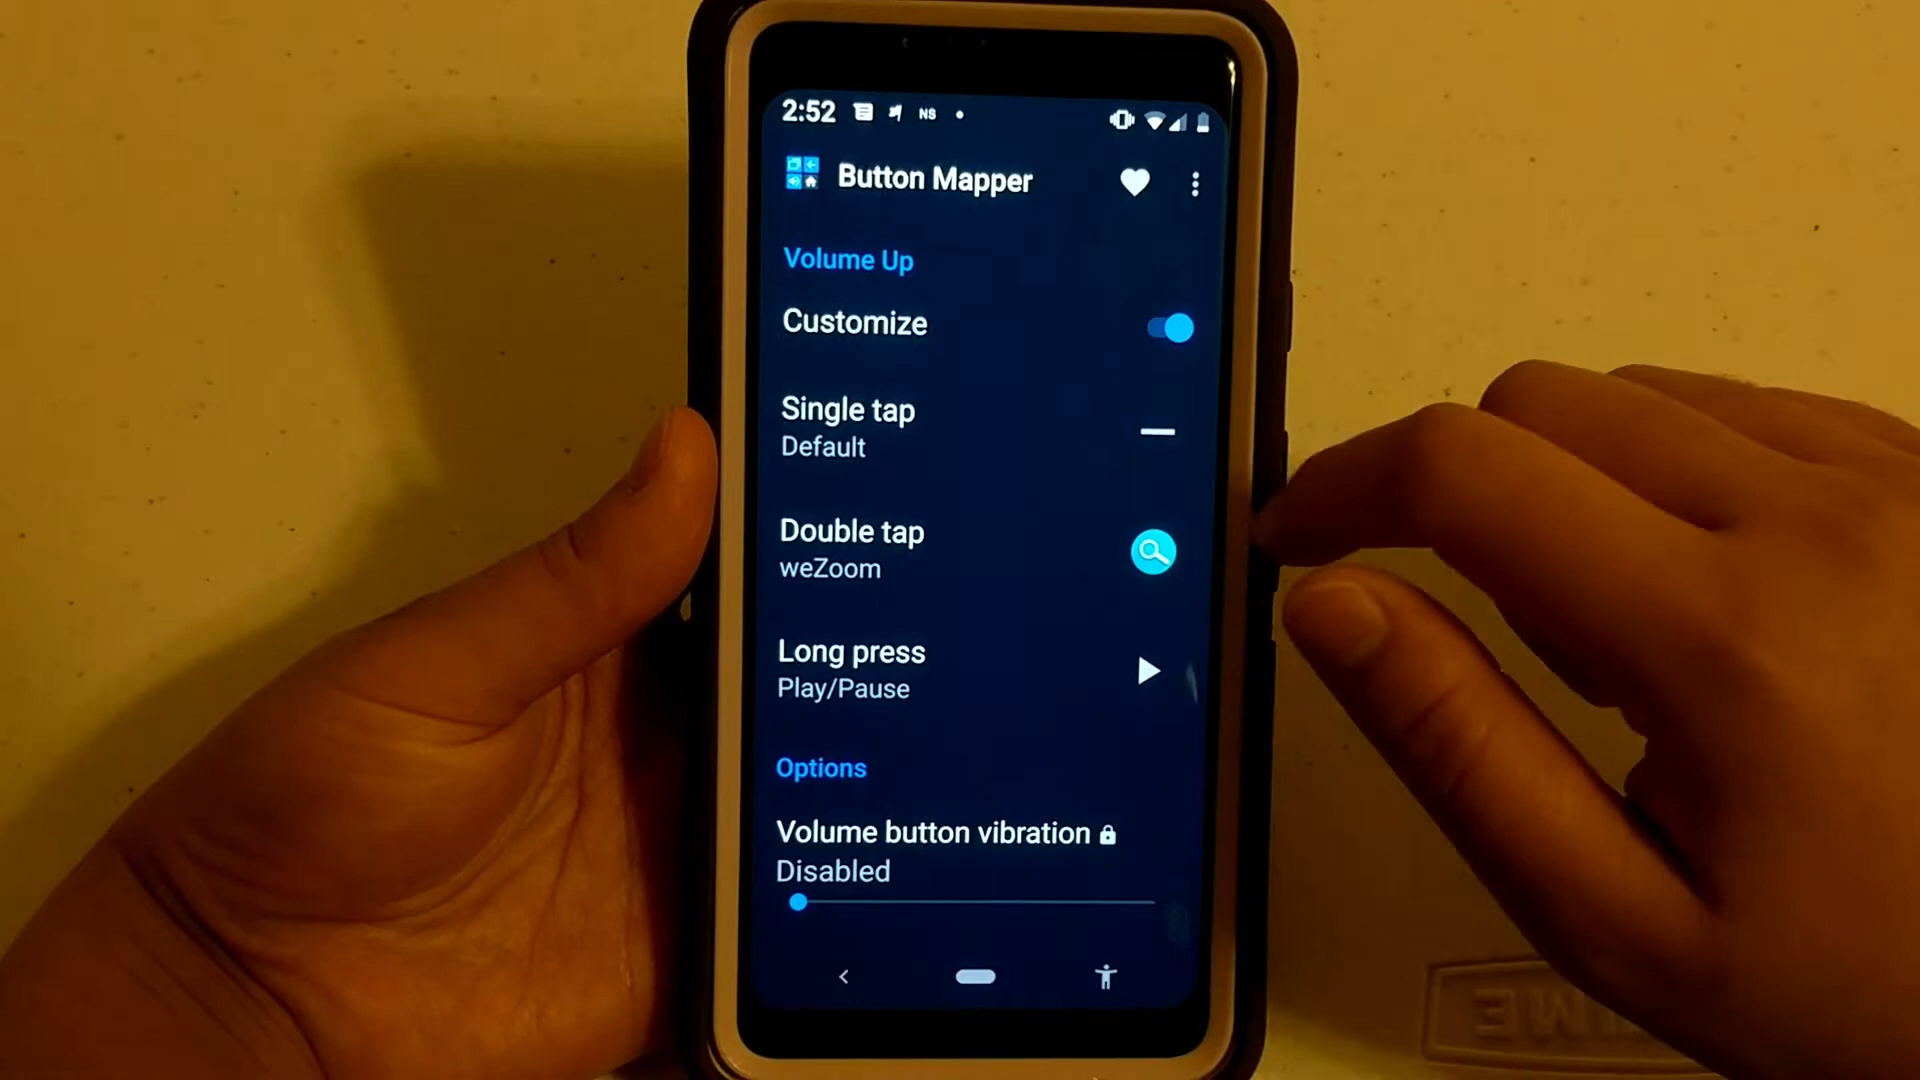 2:52 NS
Button Mapper
Volume Up
Customize
Single tap
Default
Double tap
weZoom
Long press
Play/Pause
Options
Volume button vibration
Disabled